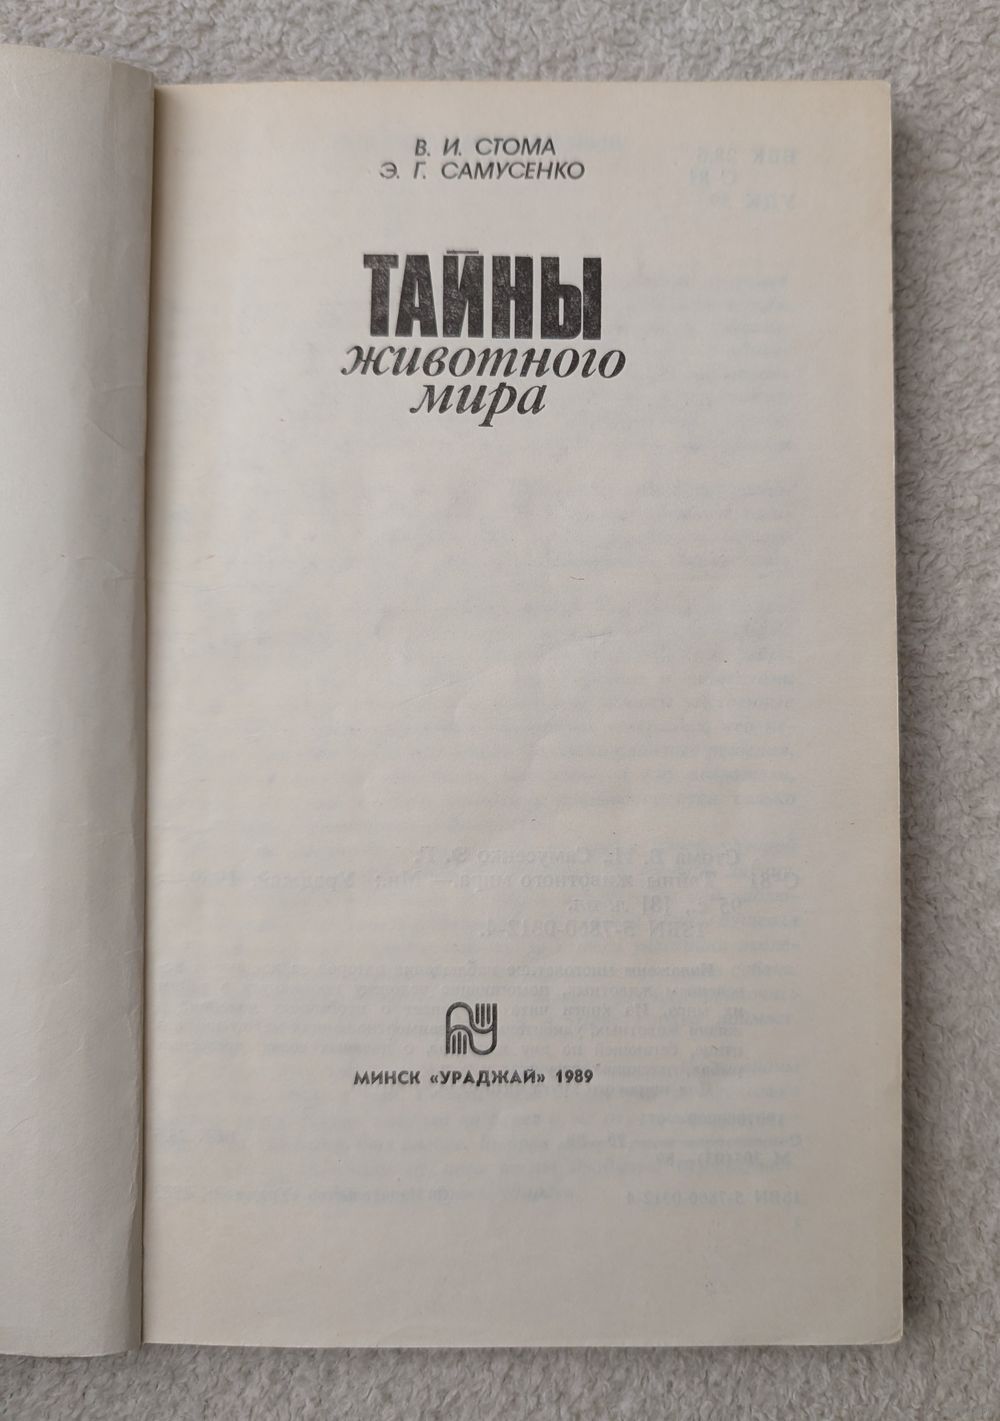 В. И. СТОМА
Э. Г. САМУСЕНКО
ТАЙНЫ
животного
мира
МИНСК «УРАДЖАЙ» 1989